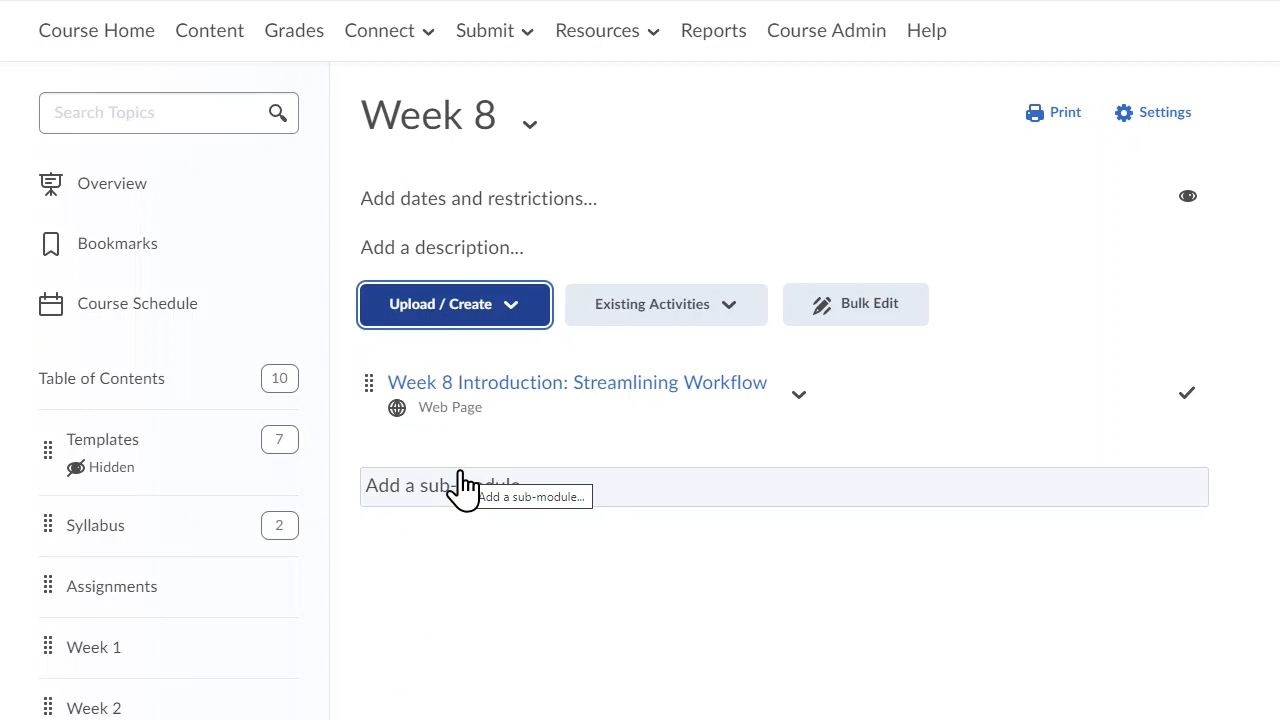 Course Home Content Grades Connect Submit Resources Reports Course Admin Help
Search Topics
Overview
Bookmarks
Course Schedule
Table of Contents 10
Templates 7
Hidden
Syllabus 2
Assignments
Week 1
Week 2
Week 8
Print Settings
Add dates and restrictions...
Add a description...
Upload / Create Existing Activities Bulk Edit
Week 8 Introduction: Streamlining Workflow
Web Page
Add a sub-module...
Add a sub-module...